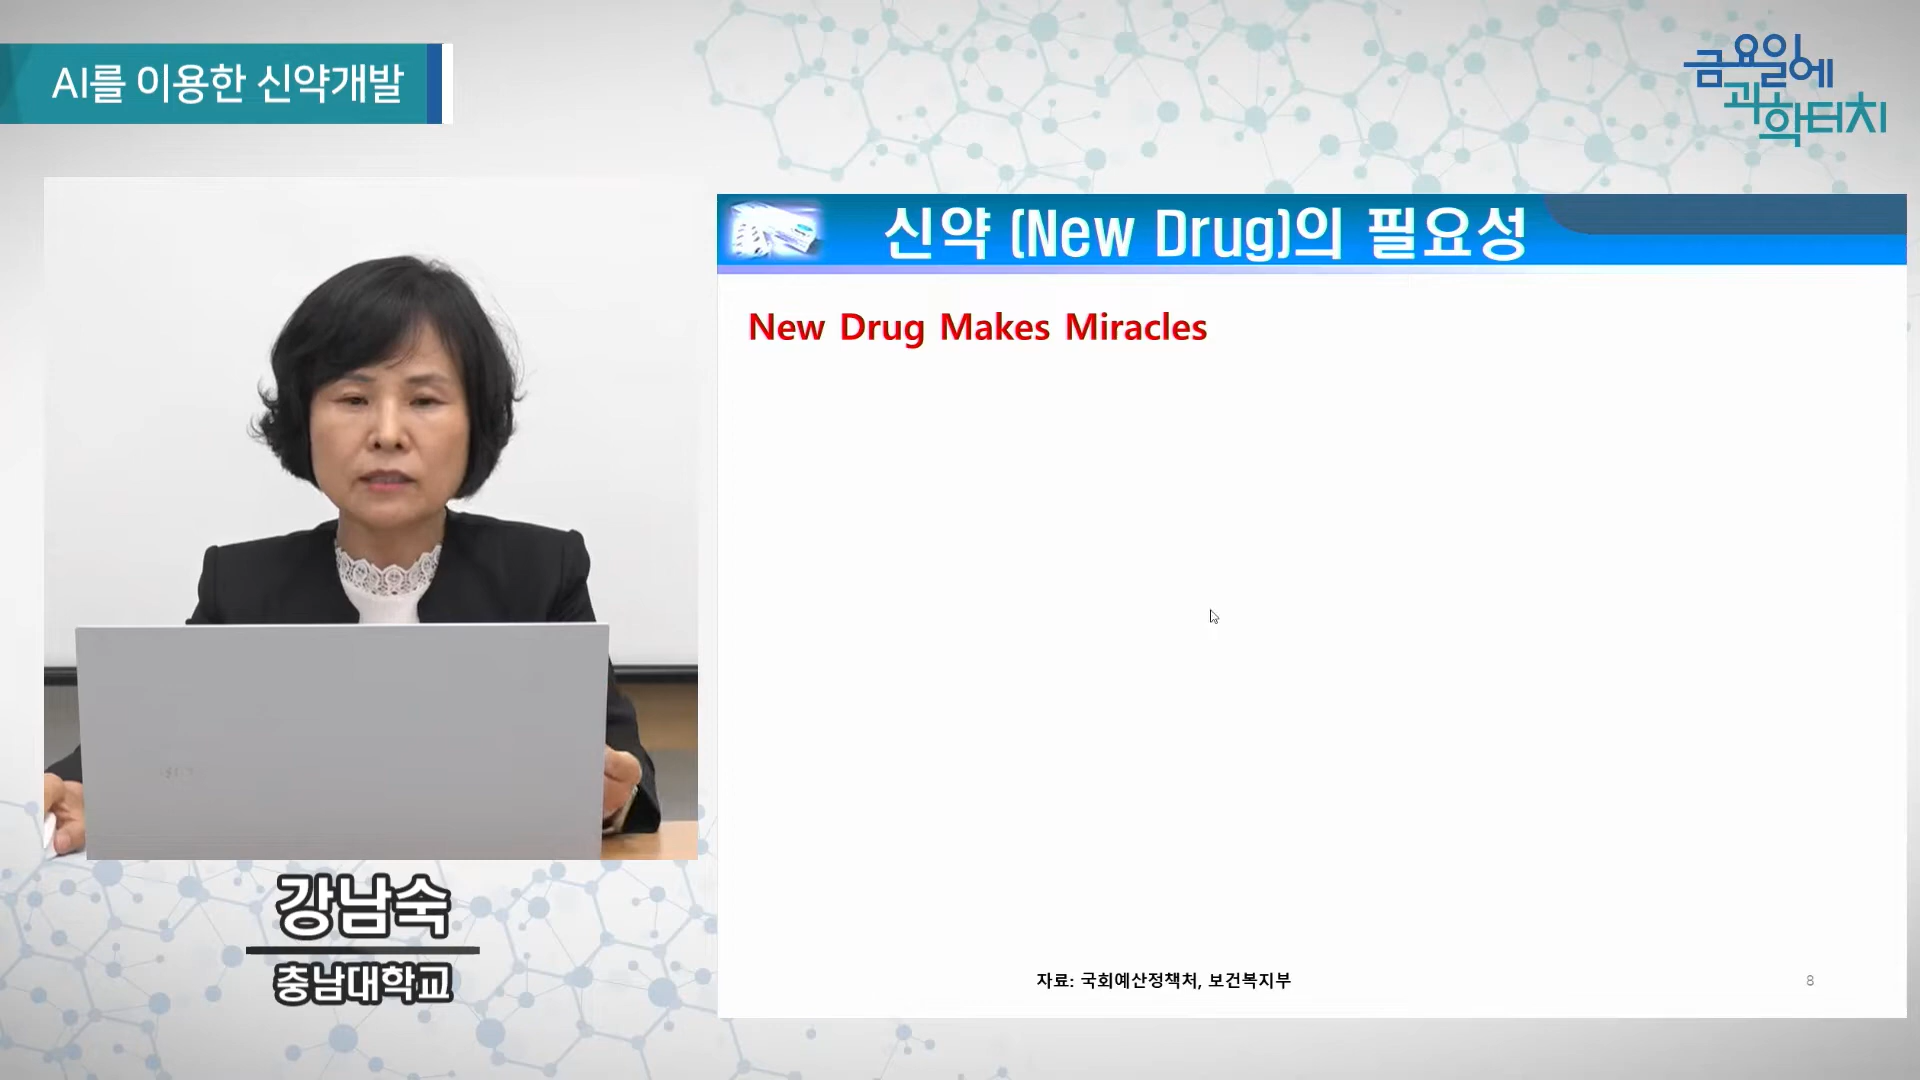 AI를 이용한 신약개발
금요일에
과학터치
신약 (New Drug)의 필요성
New Drug Makes Miracles
강남숙
충남대학교
자료: 국회예산정책처, 보건복지부
8